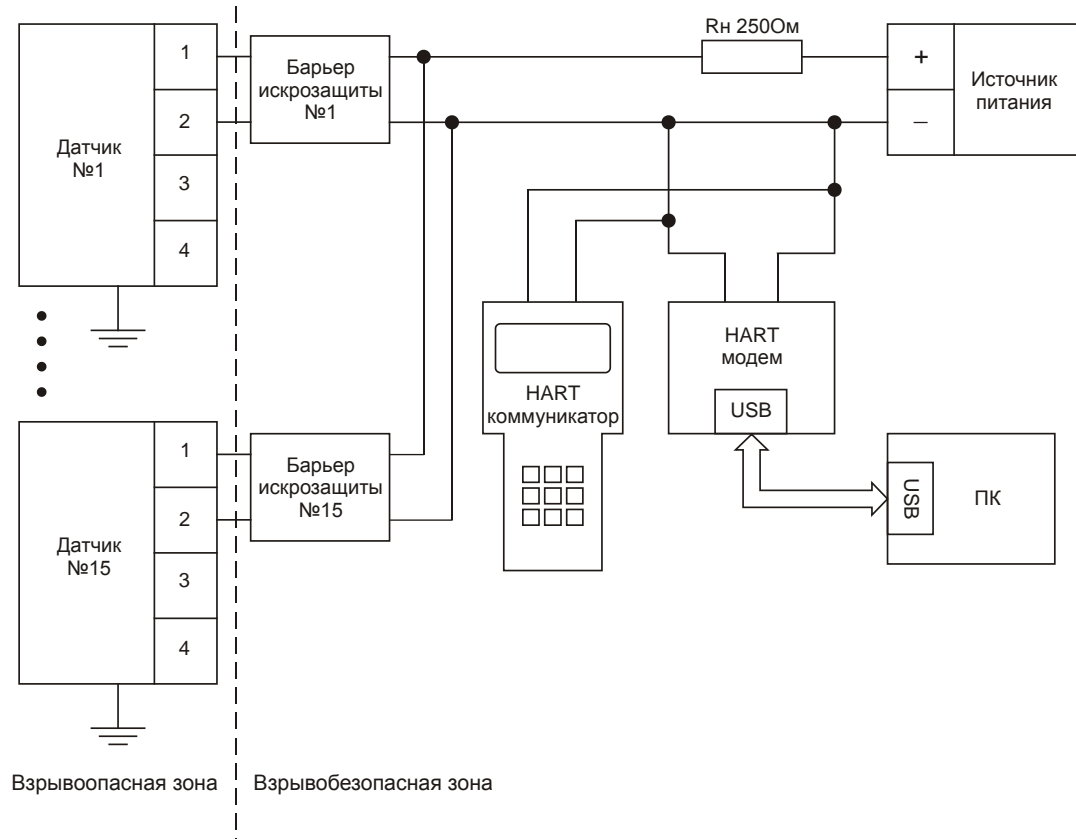 Rн 250Ом
1
2
3
4
Датчик
№1
Барьер
искрозащиты
№1
+
–
Источник
питания
HART
коммуникатор
HART
модем
USB
USB
ПК
1
2
3
4
Датчик
№15
Барьер
искрозащиты
№15
Взрывоопасная зона
Взрывобезопасная зона